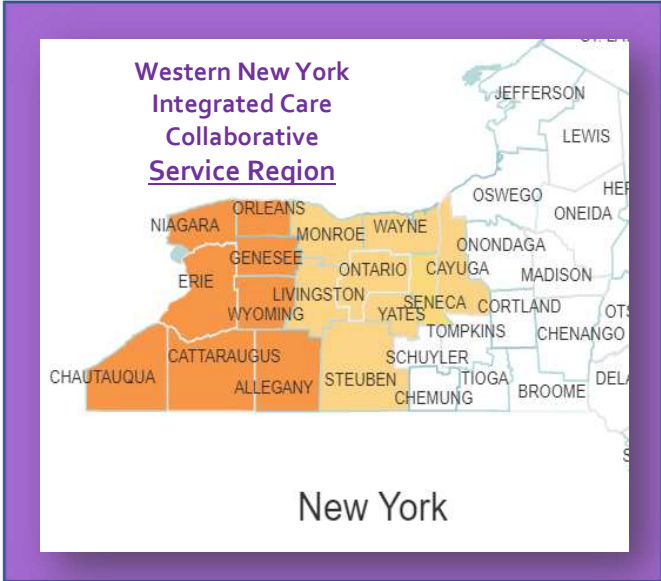 Western New York
Integrated Care
Collaborative
Service Region
JEFFERSON
LEWIS
OSWEGO
ONEIDA
ORLEANS
NIAGARA
MONROE
WAYNE
ONONDAGA
GENESEE
ONTARIO
CAYUGA
MADISON
ERIE
LIVINGSTON
SENECA
CORTLAND
WYOMING
YATES
TOMPKINS
CHENANGO
CATTARAUGUS
SCHUYLER
CHAUTAUQUA
ALLEGANY
STEUBEN
TIOGA
CHEMUNG
BROOME
New York